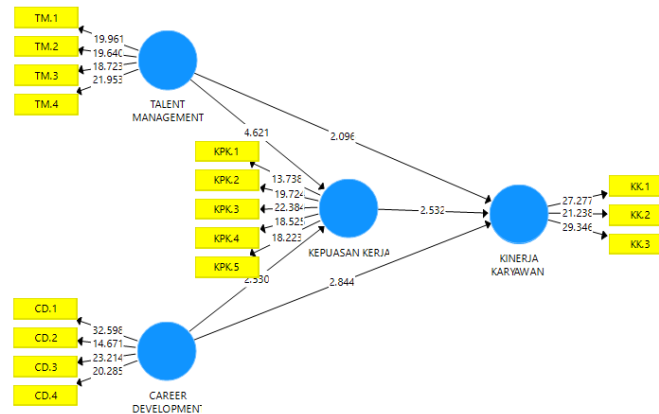 TM.1
TM.2
TM.3
TM.4
19.961
19.640
18.723
21.953
TALENT
MANAGEMENT
4.621
2.096
KPK.1
KPK.2
KPK.3
KPK.4
KPK.5
13.738
19.724
22.384
18.525
18.223
KEPUASAN KERJA
2.532
KK.1
KK.2
KK.3
27.277
21.238
29.346
KINERJA
KARYAWAN
2.844
CD.1
CD.2
CD.3
CD.4
32.598
14.671
23.214
20.285
CAREER
DEVELOPMENT